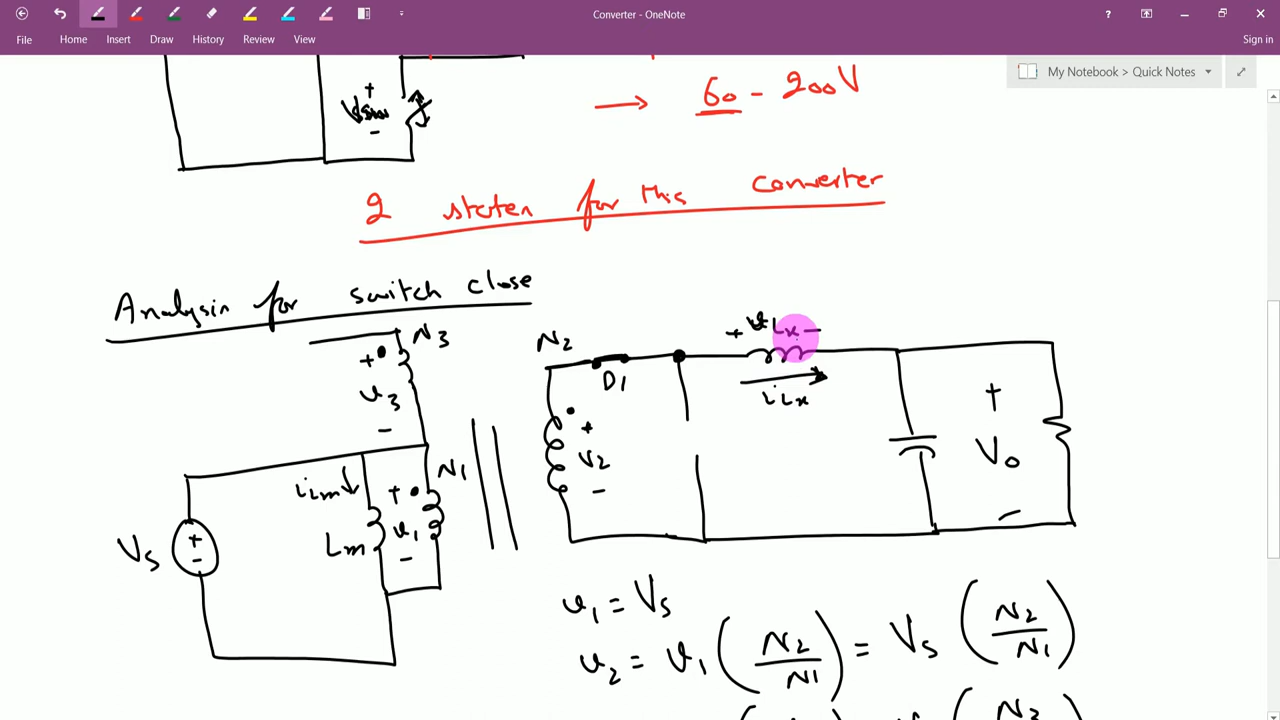 Converter - OneNote
Sign in
File Home Insert Draw History Review View
My Notebook > Quick Notes
+
-
→ 60 - 200V
2 states for this converter
Analysis for switch close
N3
+
v3
-
N2
D1
+ vLx -
iLx
+
v2
-
+
Vo
-
iLm
N1
+
v1
-
Lm
Vs
+
-
v1 = Vs
v2 = v1 (N2/N1) = Vs (N2/N1)
N3